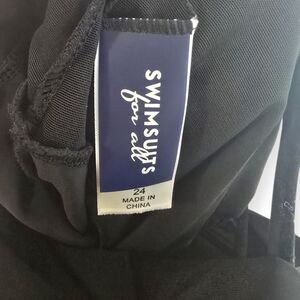 SWIMSUITS
for all
24
MADE IN
CHINA